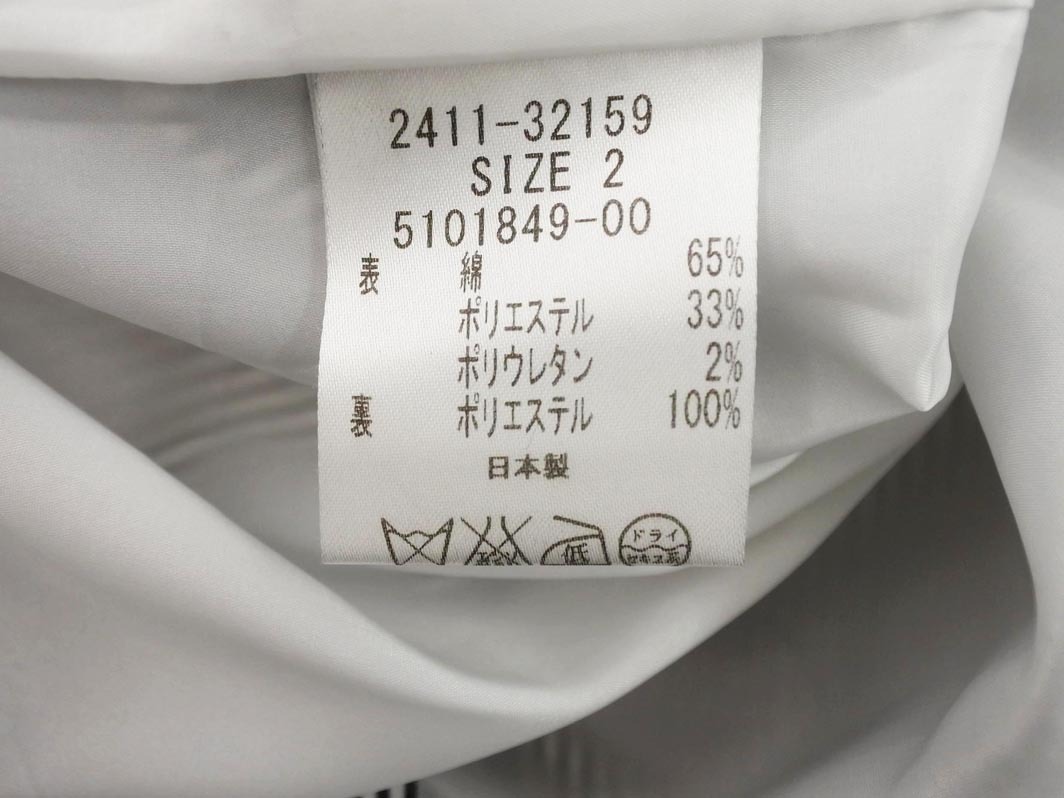 2411-32159
SIZE 2
5101849-00
表 綿 65%
ポリエステル 33%
ポリウレタン 2%
裏 ポリエステル 100%
日本製
低 ドライ